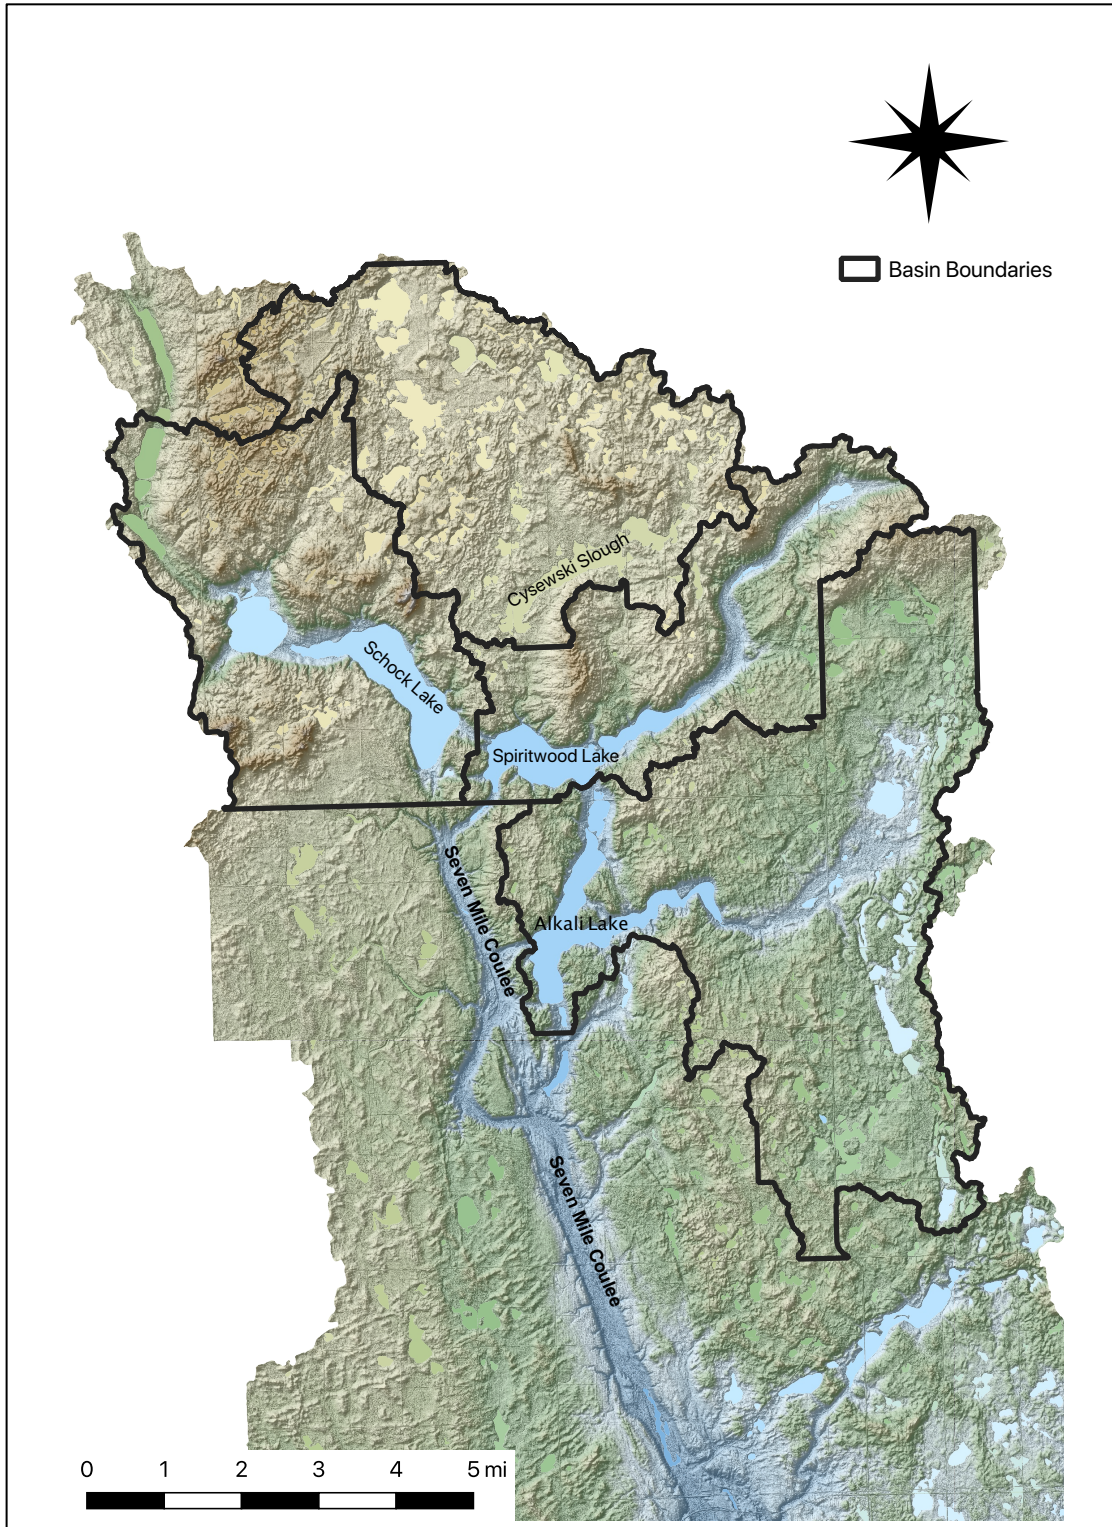 Basin Boundaries
Cysewski Slough
Schock Lake
Spiritwood Lake
Seven Mile Coulee
Alkali Lake
Seven Mile Coulee
0 1 2 3 4 5 mi